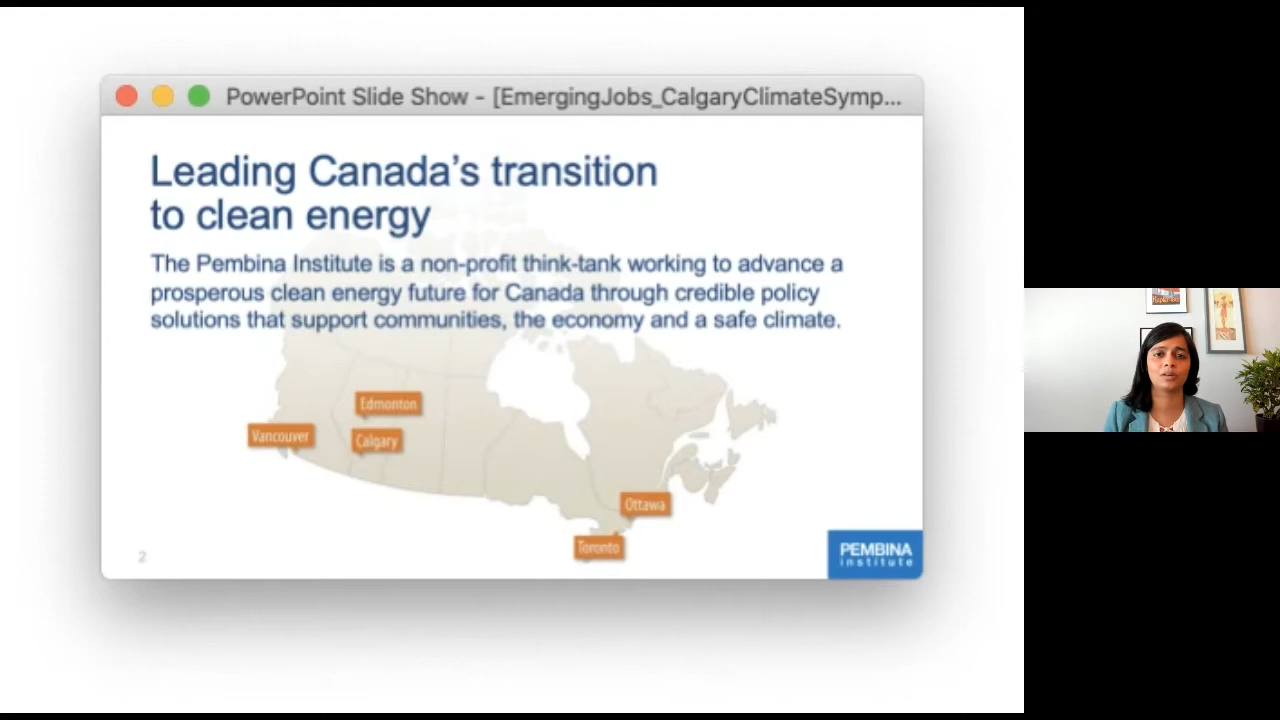 PowerPoint Slide Show - [EmergingJobs_CalgaryClimateSymp...
Leading Canada's transition
to clean energy
The Pembina Institute is a non-profit think-tank working to advance a
prosperous clean energy future for Canada through credible policy
solutions that support communities, the economy and a safe climate.
Edmonton
Vancouver
Calgary
Ottawa
Toronto
2
PEMBINA
institute